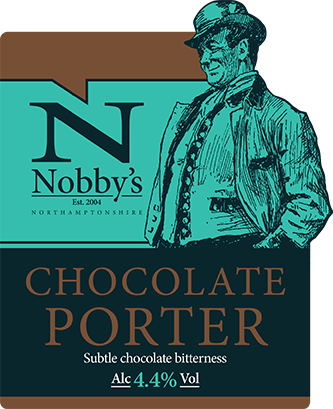 N
Nobby's
Est. 2004
NORTHAMPTONSHIRE
CHOCOLATE
PORTER
Subtle chocolate bitterness
Alc 4.4% Vol